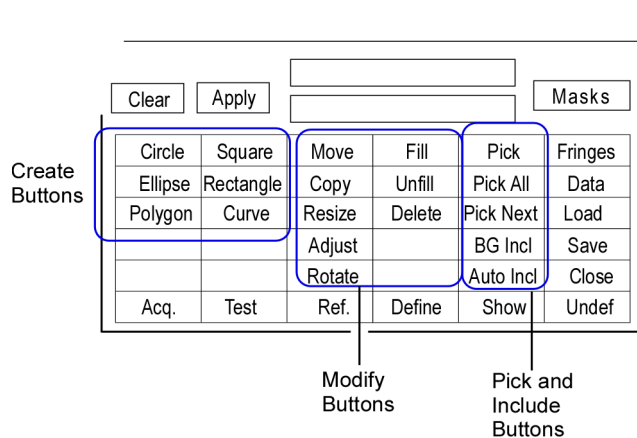 Clear Apply Masks
Create
Buttons
Circle Square Move Fill Pick Fringes
Ellipse Rectangle Copy Unfill Pick All Data
Polygon Curve Resize Delete Pick Next Load
Adjust BG Incl Save
Rotate Auto Incl Close
Acq. Test Ref. Define Show Undef
Modify
Buttons
Pick and
Include
Buttons